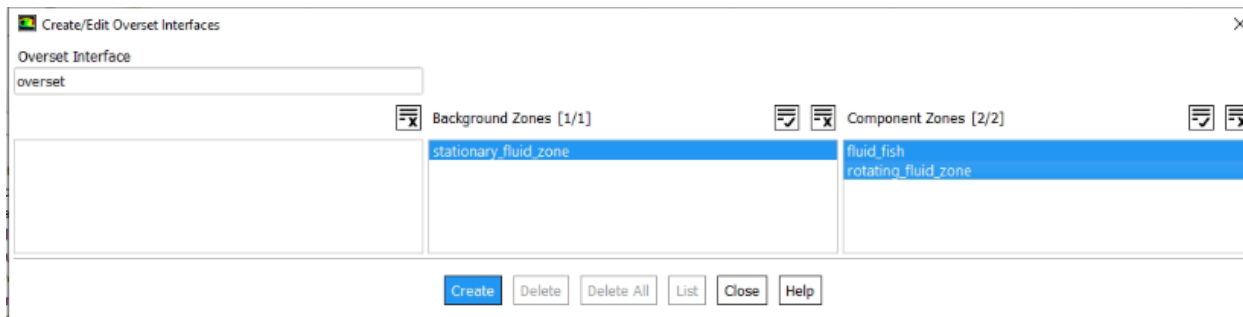 Create/Edit Overset Interfaces
Overset Interface
overset
Background Zones [1/1]
Component Zones [2/2]
stationary_fluid_zone
fluid_fish
rotating_fluid_zone
Create Delete Delete All List Close Help